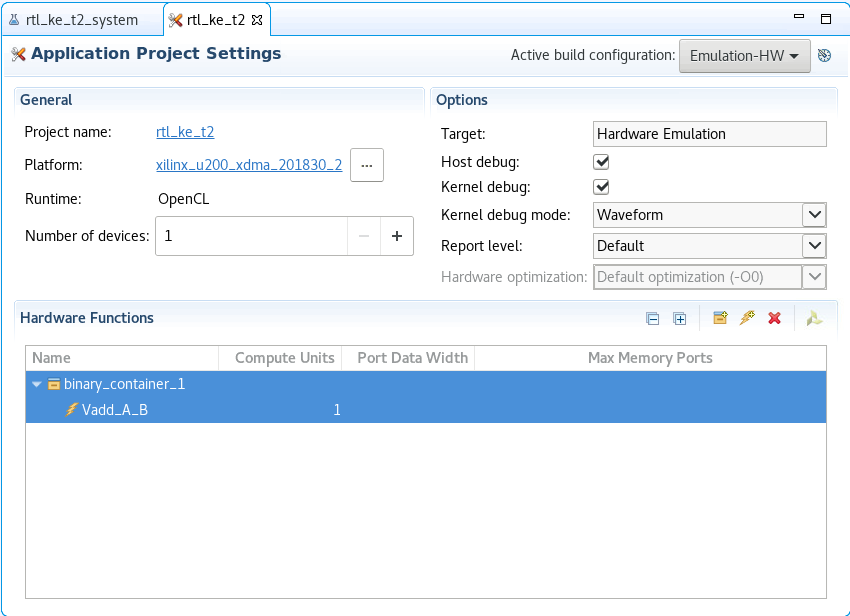 rtl_ke_t2_system
rtl_ke_t2
Application Project Settings
Active build configuration: Emulation-HW
General
Project name: rtl_ke_t2
Platform: xilinx_u200_xdma_201830_2 ...
Runtime: OpenCL
Number of devices: 1 − +
Options
Target: Hardware Emulation
Host debug:
Kernel debug:
Kernel debug mode: Waveform
Report level: Default
Hardware optimization: Default optimization (-O0)
Hardware Functions
Name Compute Units Port Data Width Max Memory Ports
binary_container_1
Vadd_A_B 1